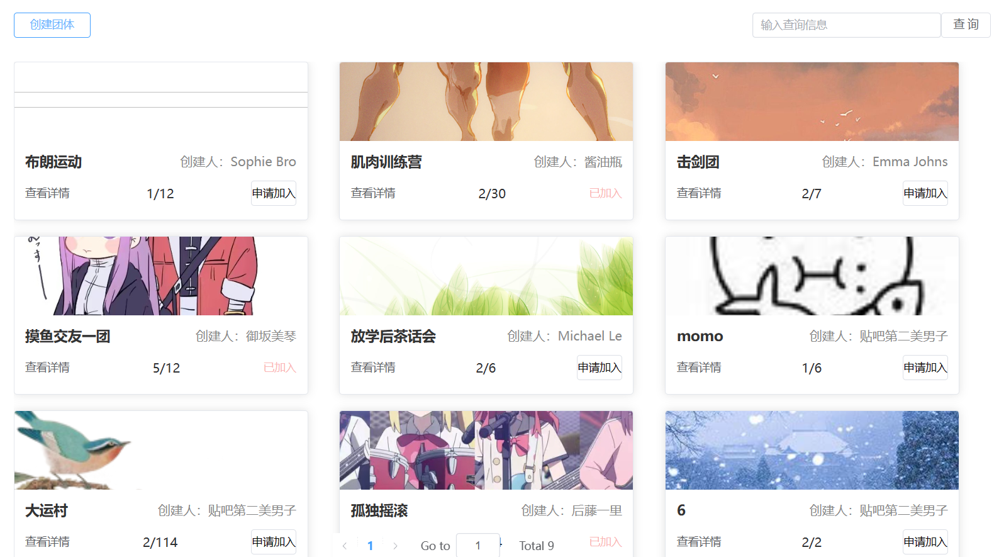 创建团体
输入查询信息 查 询
布朗运动 创建人：Sophie Bro
查看详情 1/12 申请加入
肌肉训练营 创建人：酱油瓶
查看详情 2/30 已加入
击剑团 创建人：Emma Johns
查看详情 2/7 申请加入
むっすー
摸鱼交友一团 创建人：御坂美琴
查看详情 5/12 已加入
放学后茶话会 创建人：Michael Le
查看详情 2/6 申请加入
momo 创建人：贴吧第二美男子
查看详情 1/6 申请加入
大运村 创建人：贴吧第二美男子
查看详情 2/114 申请加入
孤独摇滚 创建人：后藤一里
已加入
6 创建人：贴吧第二美男子
查看详情 2/2 申请加入
1 Go to 1 Total 9